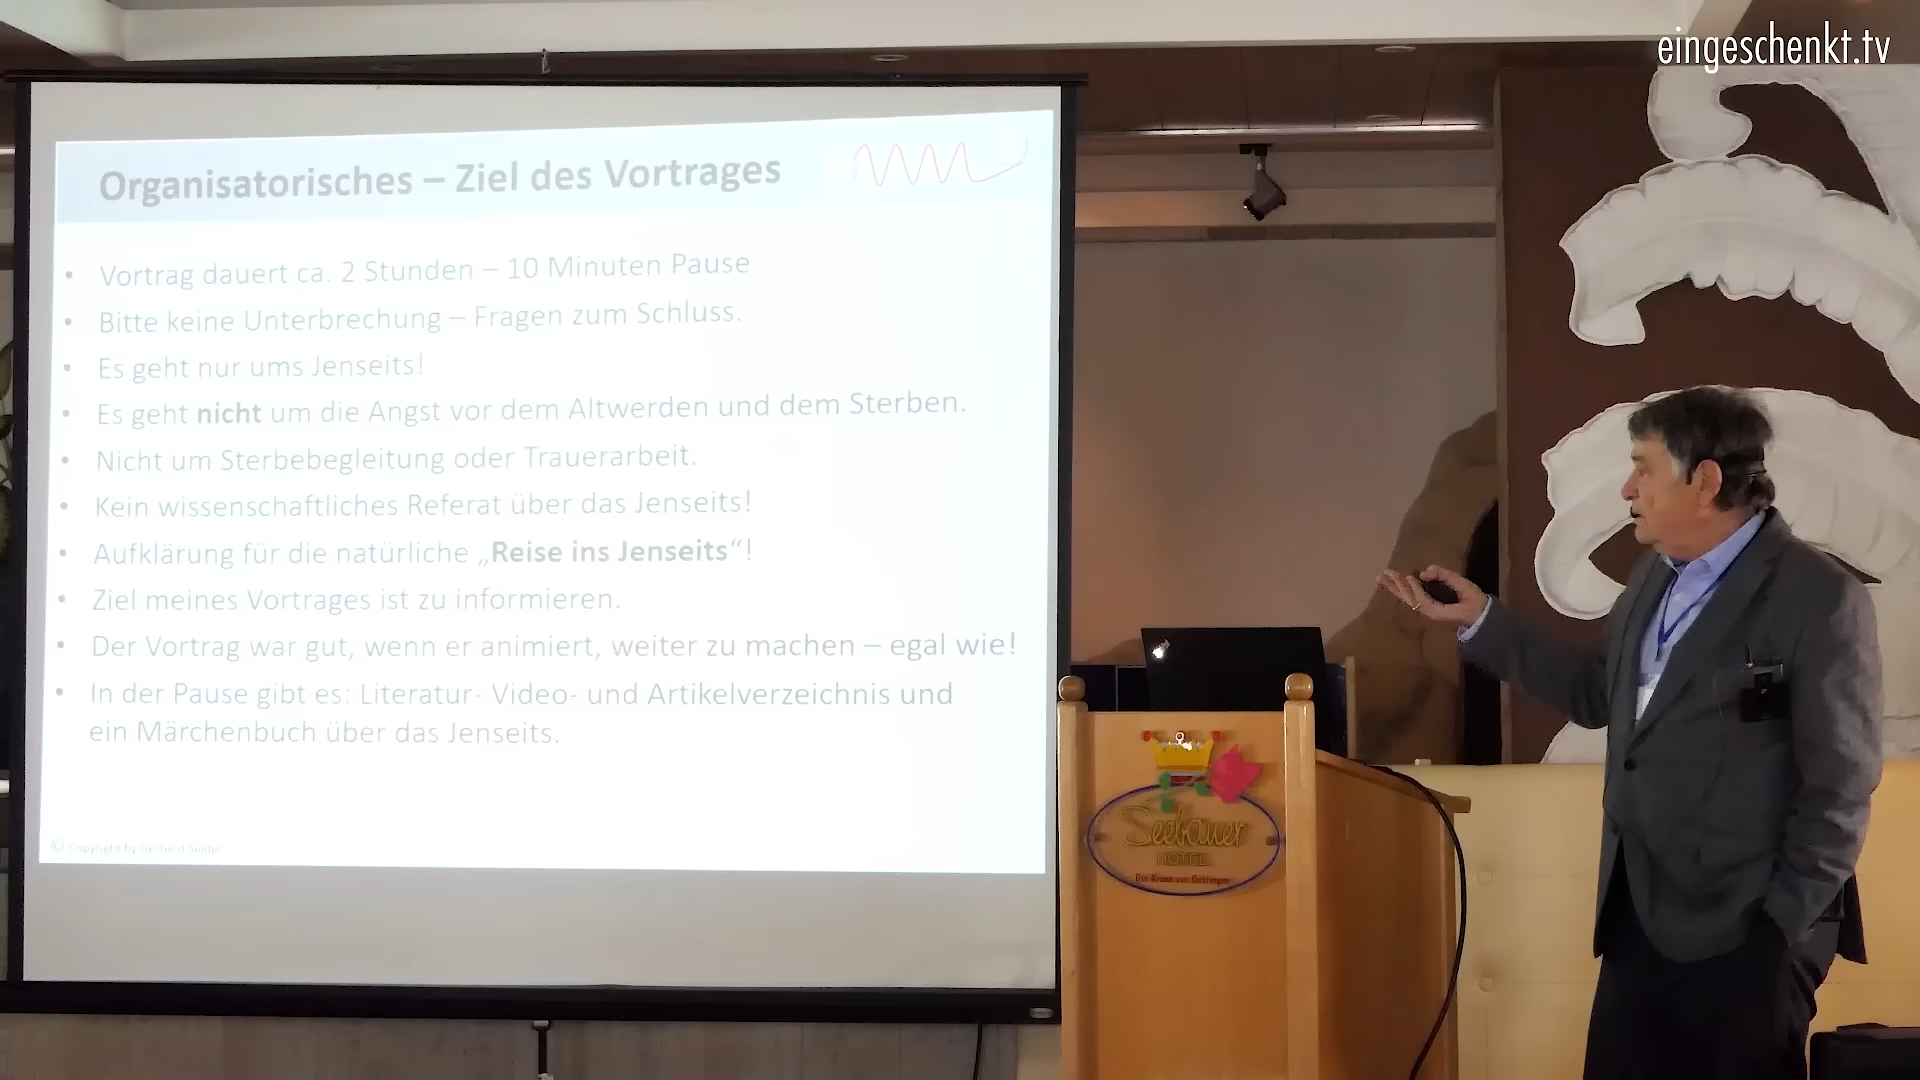 eingeschenkt.tv
Organisatorisches – Ziel des Vortrages
• Vortrag dauert ca. 2 Stunden – 10 Minuten Pause
• Bitte keine Unterbrechung – Fragen zum Schluss.
• Es geht nur ums Jenseits!
• Es geht nicht um die Angst vor dem Altwerden und dem Sterben.
• Nicht um Sterbebegleitung oder Trauerarbeit.
• Kein wissenschaftliches Referat über das Jenseits!
• Aufklärung für die natürliche „Reise ins Jenseits“!
• Ziel meines Vortrages ist zu informieren.
• Der Vortrag war gut, wenn er animiert, weiter zu machen – egal wie!
• In der Pause gibt es: Literatur- Video- und Artikelverzeichnis und
ein Märchenbuch über das Jenseits.
© Copyright by Gerhard Seidel
Seebauer
HOTEL
Die Krone von Oettingen